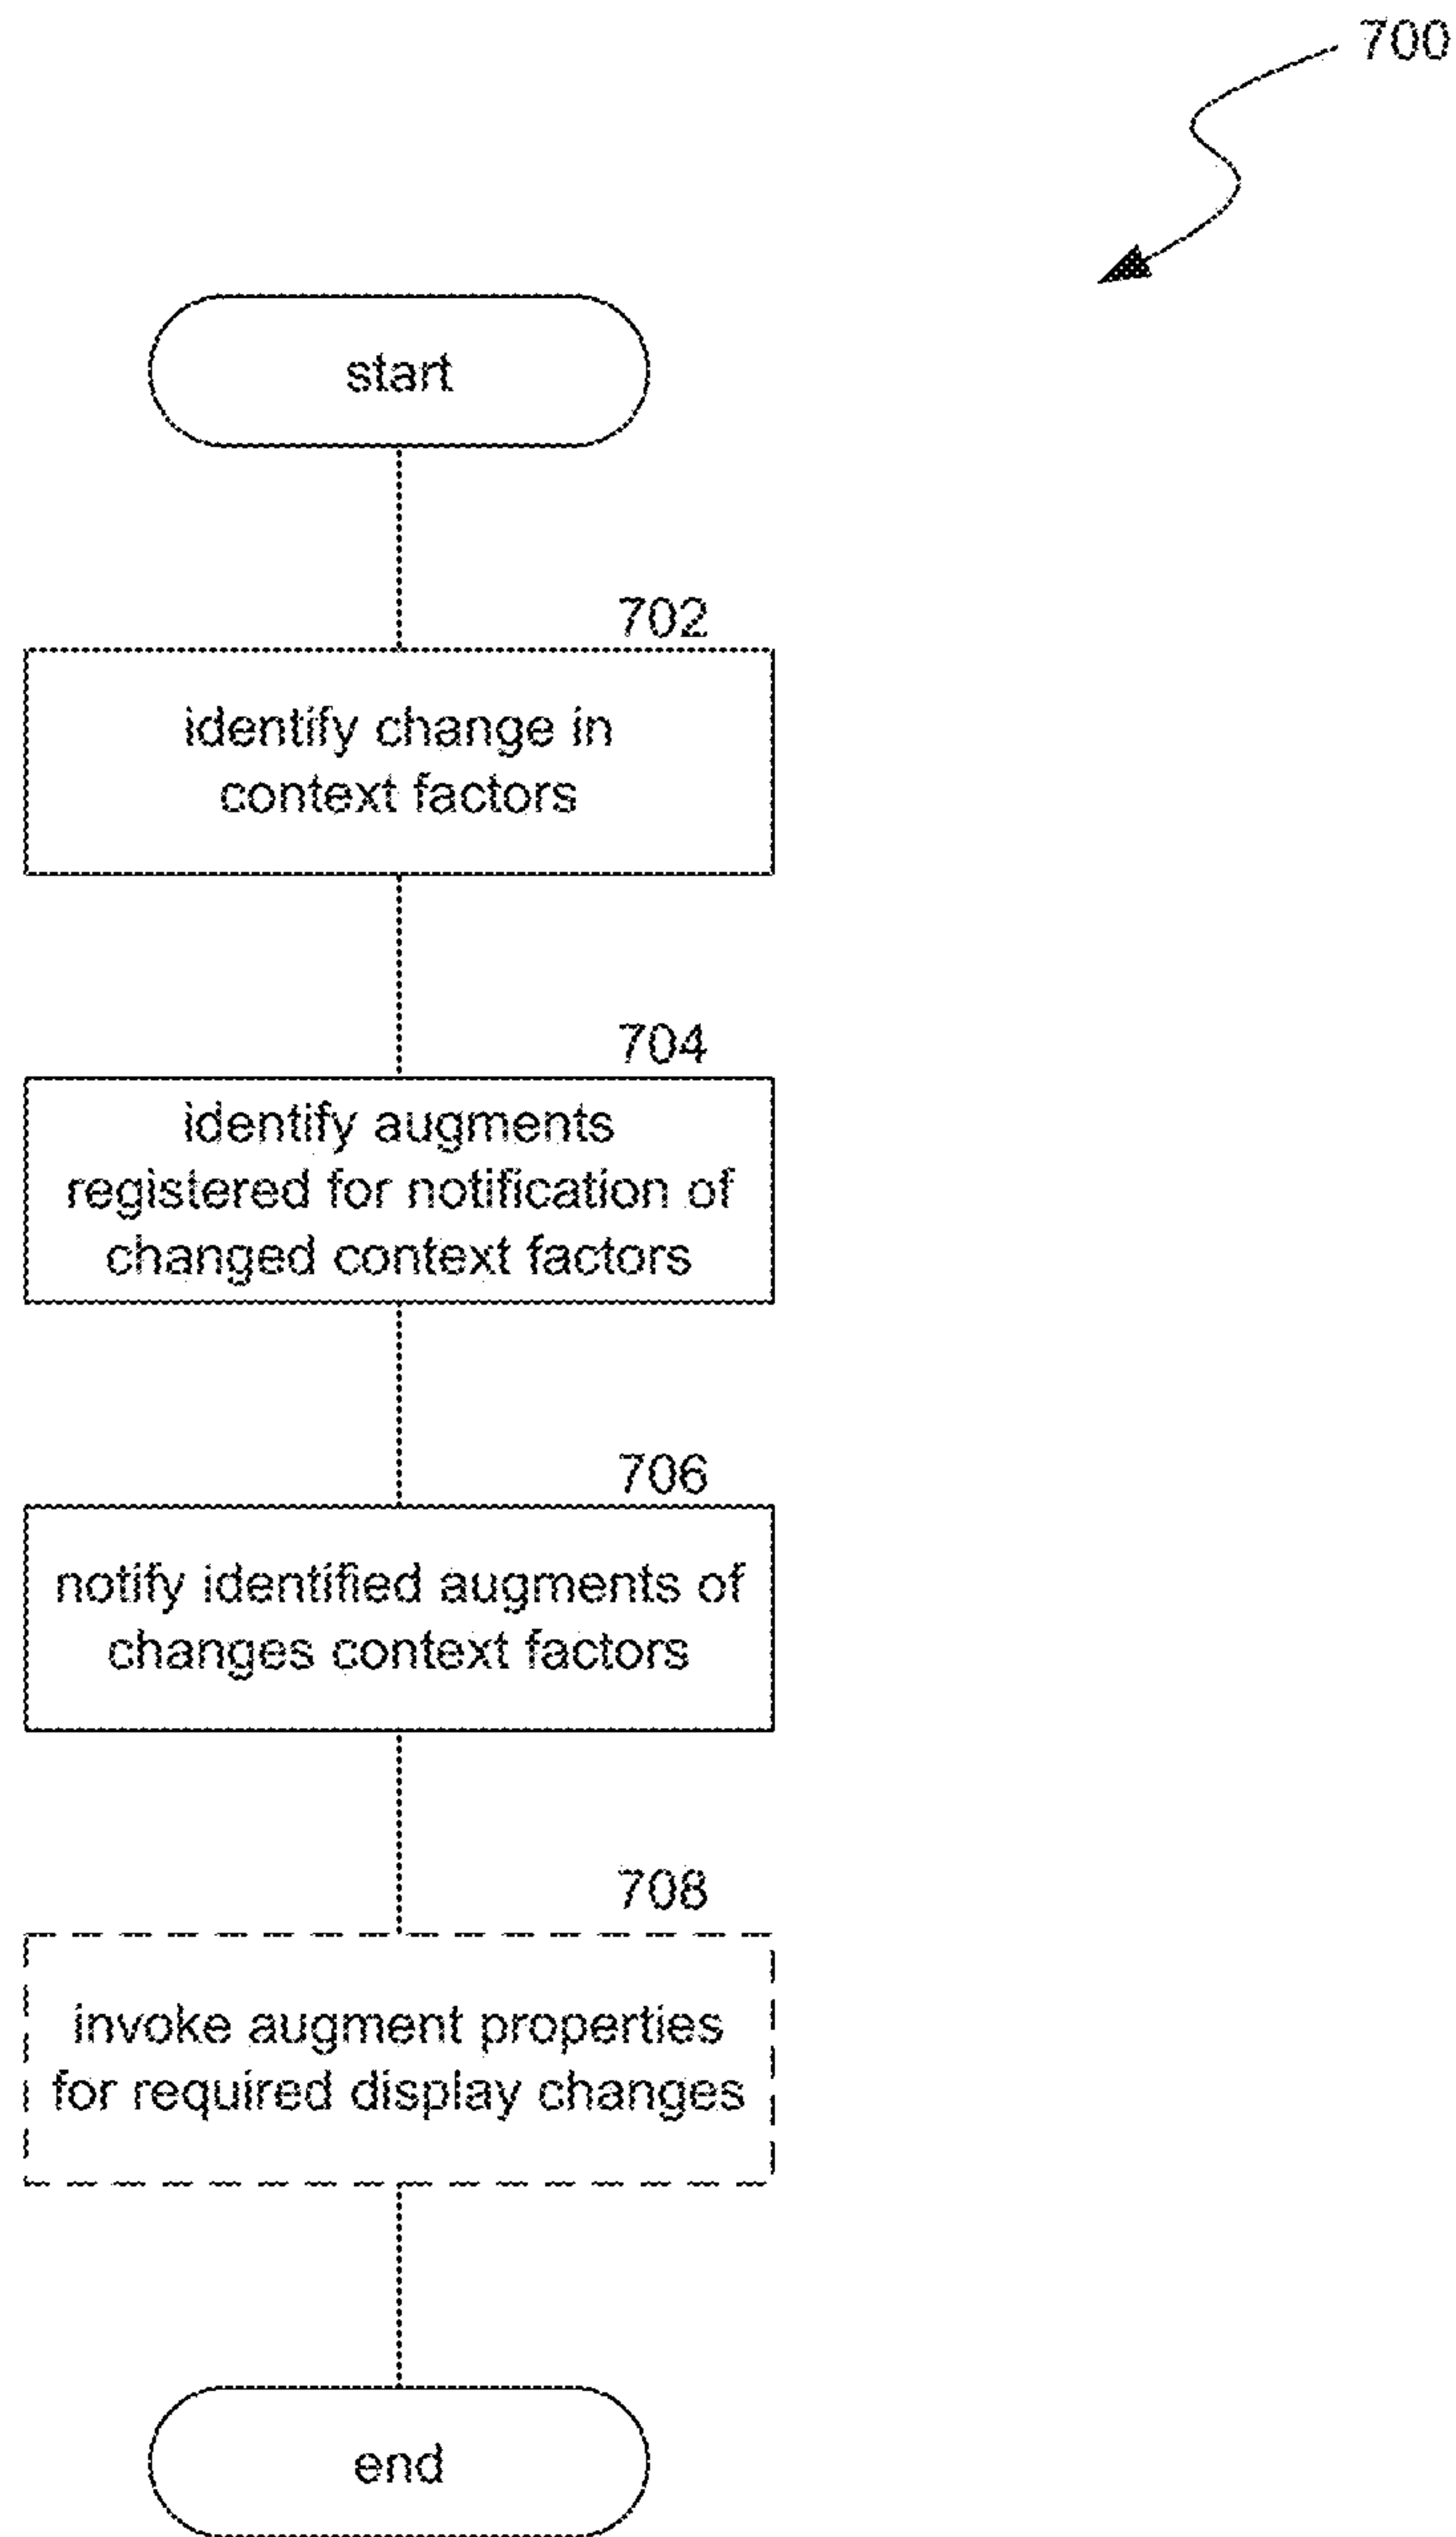 700
start
702
identify change in
context factors
704
identify augments
registered for notification of
changed context factors
706
notify identified augments of
changes context factors
708
invoke augment properties
for required display changes
end